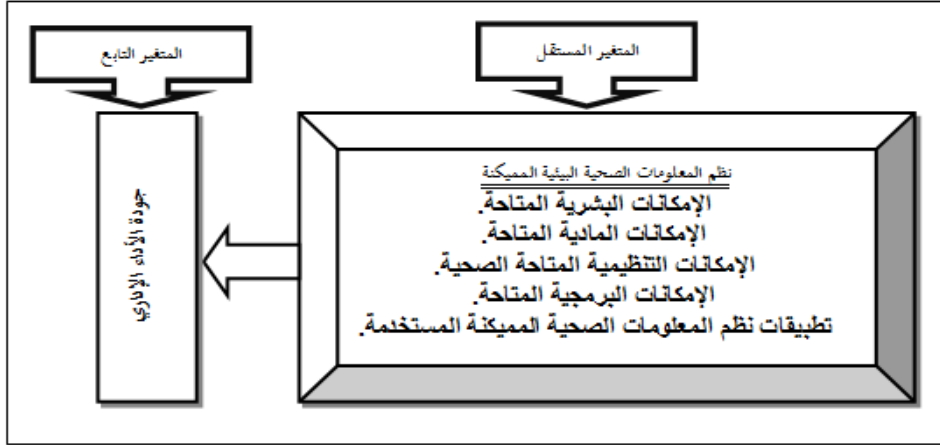 المتغير المستقل
المتغير التابع
نظم المعلومات الصحية البيئية المميكنة
الإمكانات البشرية المتاحة.
الإمكانات المادية المتاحة.
الإمكانات التنظيمية المتاحة الصحية.
الإمكانات البرمجية المتاحة.
تطبيقات نظم المعلومات الصحية المميكنة المستخدمة.
جودة الأداء الإداري